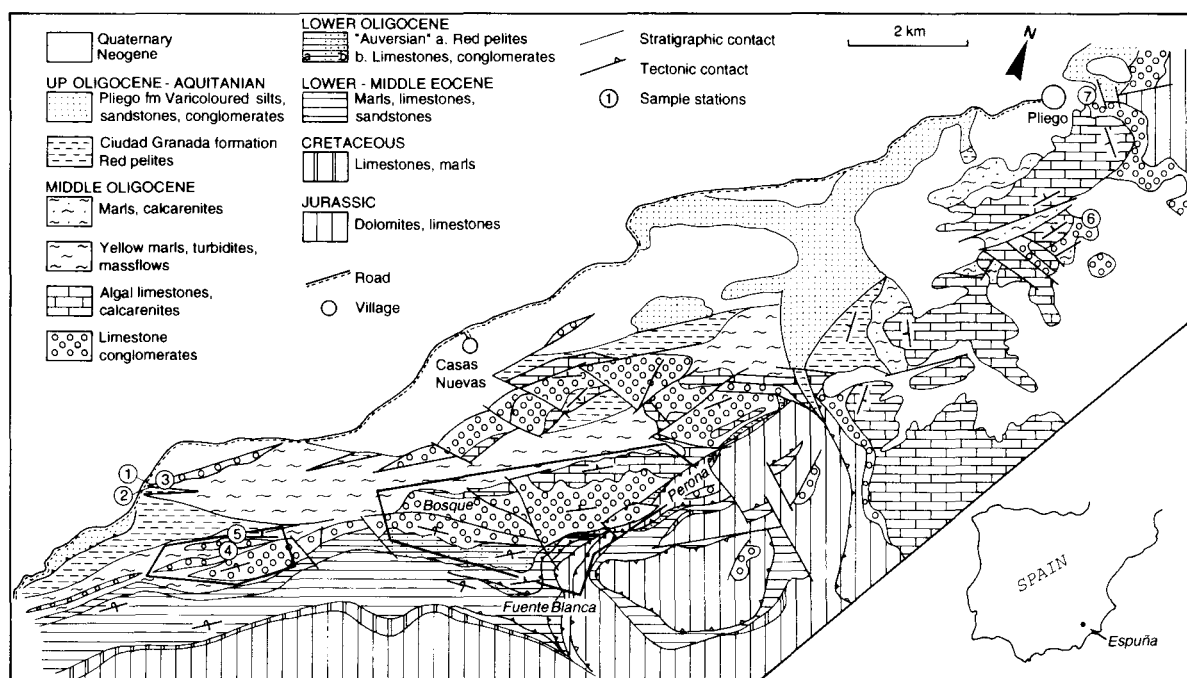 Quaternary
Neogene
UP OLIGOCENE - AQUITANIAN
Pliego fm Varicoloured silts,
sandstones, conglomerates
Ciudad Granada formation
Red pelites
MIDDLE OLIGOCENE
Marls, calcarenites
Yellow marls, turbidites,
massflows
Algal limestones,
calcarenites
Limestone
conglomerates
LOWER OLIGOCENE
"Auversian" a. Red pelites
a b b. Limestones, conglomerates
LOWER - MIDDLE EOCENE
Marls, limestones,
sandstones
CRETACEOUS
Limestones, marls
JURASSIC
Dolomites, limestones
Road
Village
Stratigraphic contact
Tectonic contact
1 Sample stations
2 km
N
Pliego
7
6
Casas
Nuevas
1
2
3
5
4
Bosque
Perona
Fuente Blanca
SPAIN
Espuña